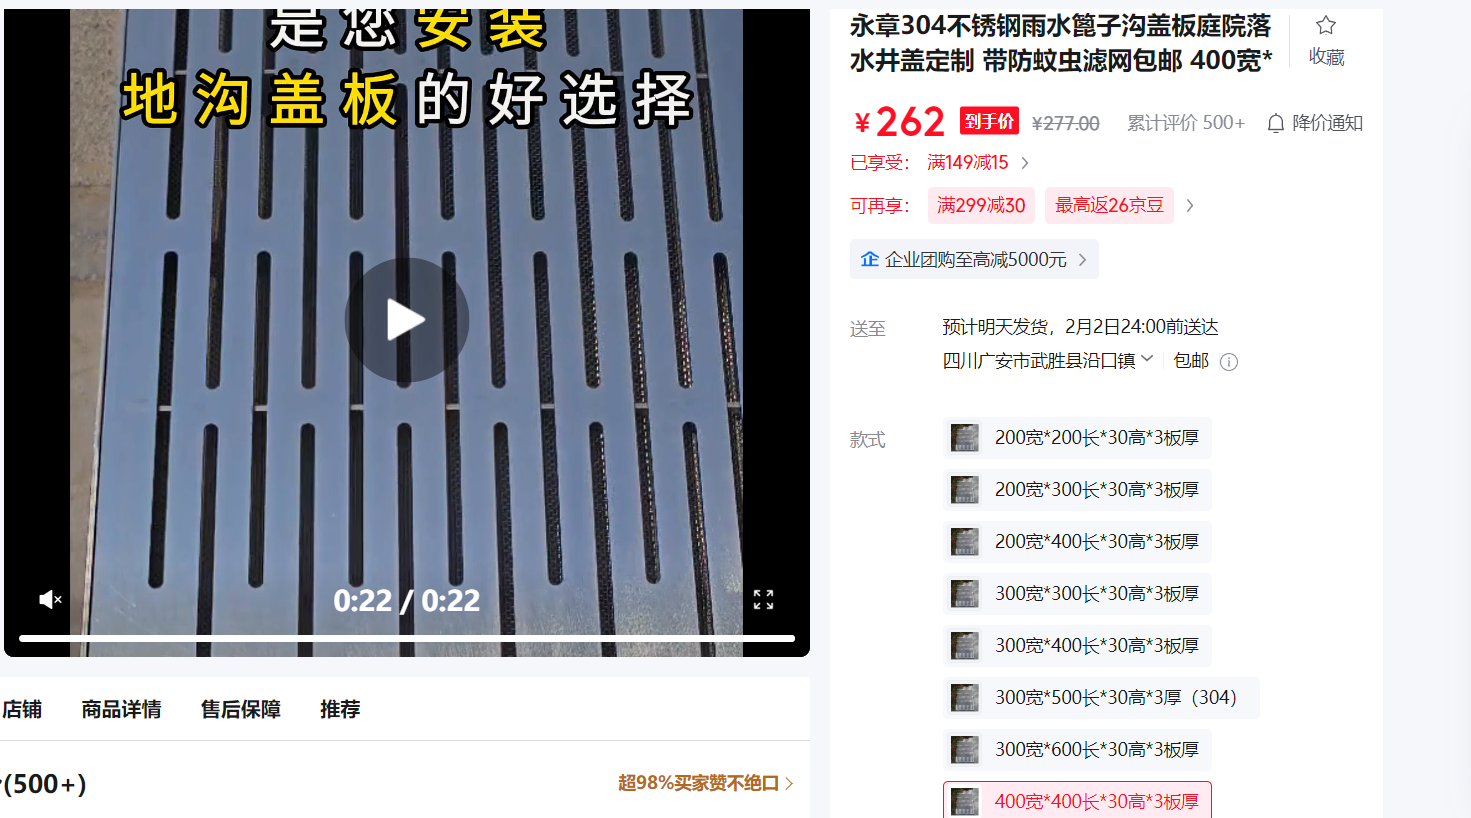 是您安装
地沟盖板的好选择
0:22 / 0:22
店铺
商品详情
售后保障
推荐
(500+)
超98%买家赞不绝口
永章304不锈钢雨水篦子沟盖板庭院落
水井盖定制 带防蚊虫滤网包邮 400宽*
收藏
¥262 到手价 ¥277.00 累计评价 500+ 降价通知
已享受: 满149减15
可再享: 满299减30 最高返26京豆
企业团购至高减5000元
送至 预计明天发货，2月2日24:00前送达
四川广安市武胜县沿口镇 包邮
款式
200宽*200长*30高*3板厚
200宽*300长*30高*3板厚
200宽*400长*30高*3板厚
300宽*300长*30高*3板厚
300宽*400长*30高*3板厚
300宽*500长*30高*3厚（304）
300宽*600长*30高*3板厚
400宽*400长*30高*3板厚